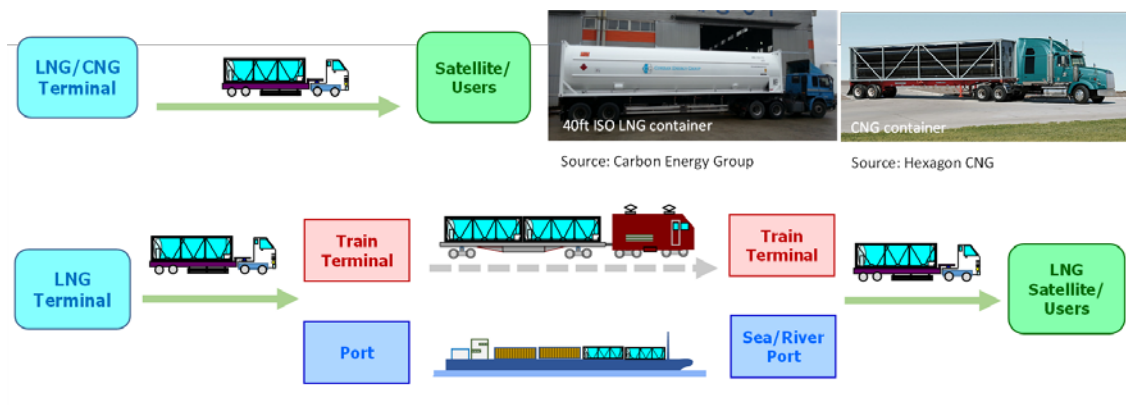 LNG/CNG
Terminal
Satellite/
Users
40ft ISO LNG container
CNG container
Source: Carbon Energy Group
Source: Hexagon CNG
LNG
Terminal
Train
Terminal
Train
Terminal
LNG
Satellite/
Users
Port
Sea/River
Port